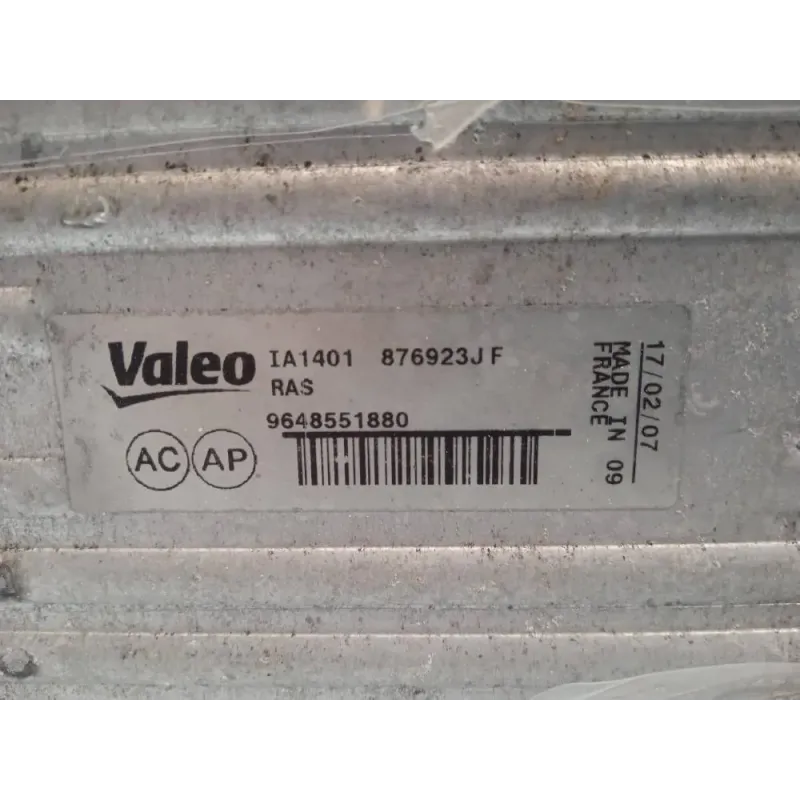 Valeo
IA1401 876923J F
RAS
9648551880
AC AP
17/02/07
MADE IN 09
FRANCE